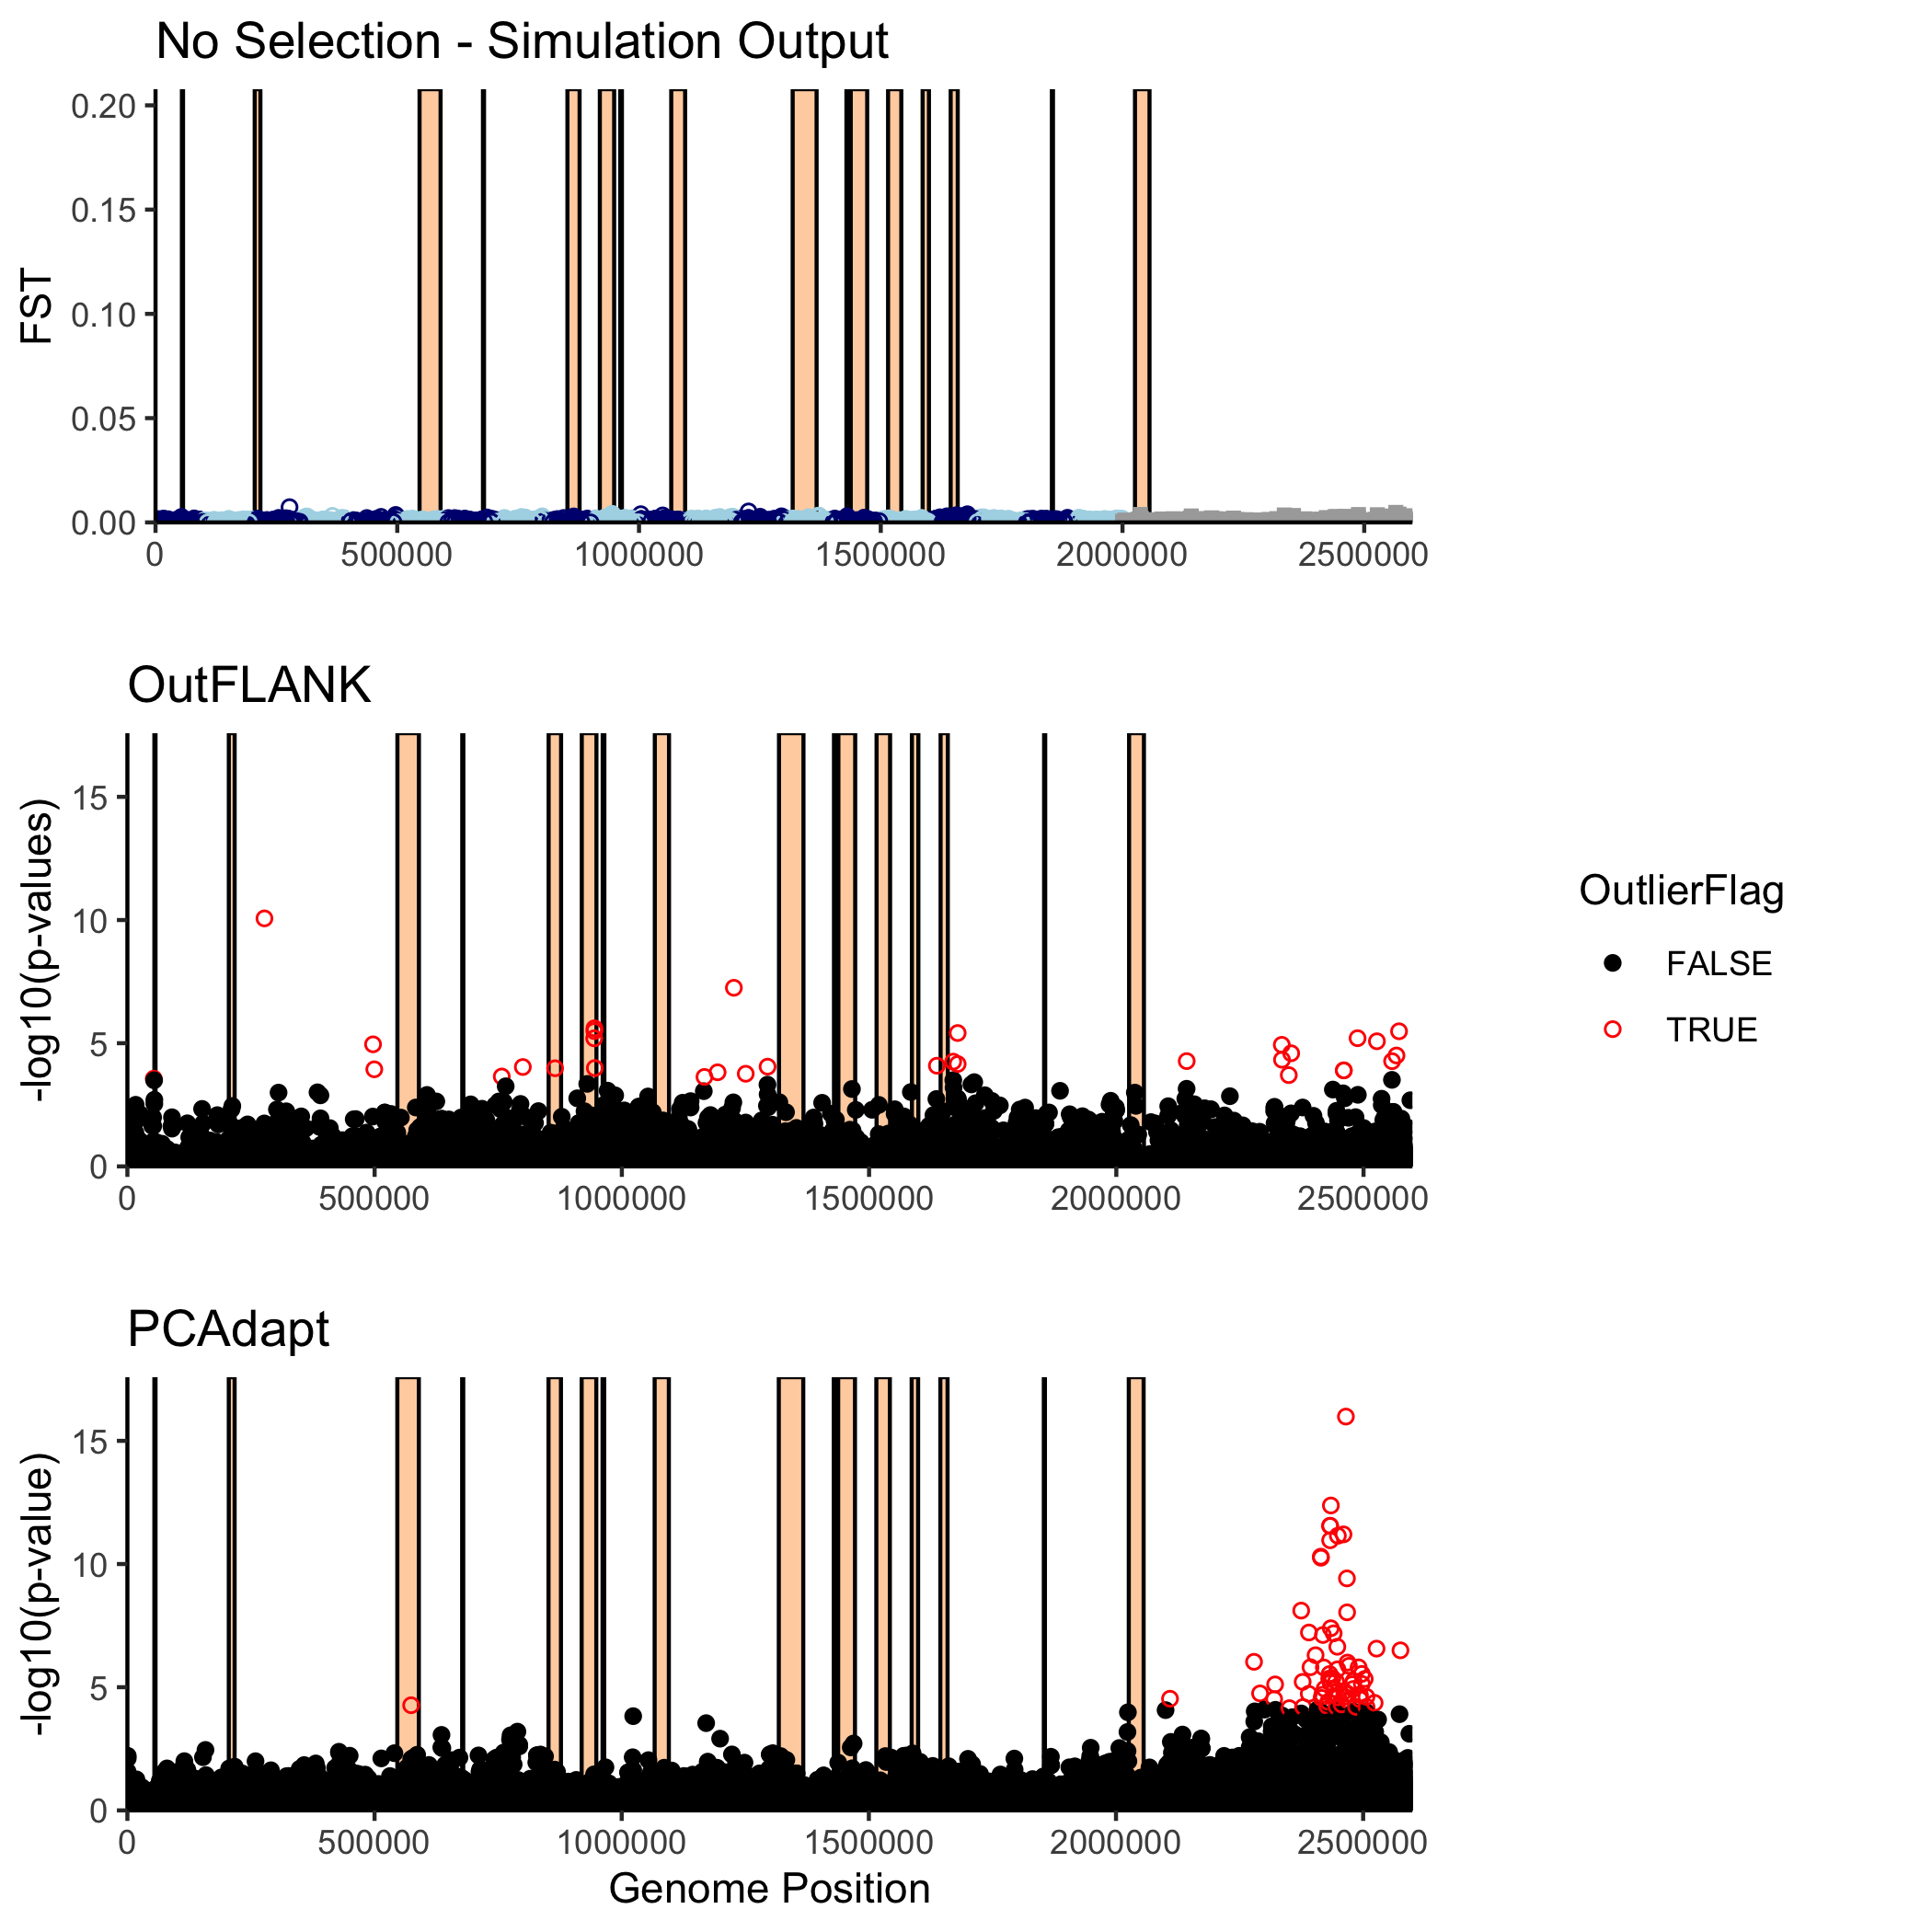 No Selection - Simulation Output
0.20
0.15
0.10
0.05
0.00
FST
0 500000 1000000 1500000 2000000 2500000
OutFLANK
15
10
5
0
-log10(p-values)
0 500000 1000000 1500000 2000000 2500000
OutlierFlag
FALSE
TRUE
PCAdapt
15
10
5
0
-log10(p-value)
0 500000 1000000 1500000 2000000 2500000
Genome Position